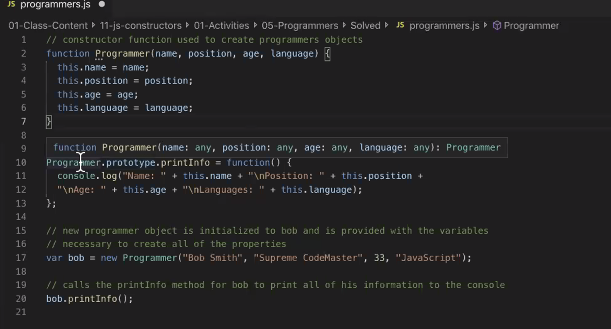 JS programmers.js
01-Class-Content > 11-js-constructors > 01-Activities > 05-Programmers > Solved > JS programmers.js > Programmer
1 // constructor function used to create programmers objects
2 function Programmer(name, position, age, language) {
3 this.name = name;
4 this.position = position;
5 this.age = age;
6 this.language = language;
7 }
8
function Programmer(name: any, position: any, age: any, language: any): Programmer
9
10 Programmer.prototype.printInfo = function() {
11 console.log("Name: " + this.name + "\nPosition: " + this.position +
12 "\nAge: " + this.age + "\nLanguages: " + this.language);
13 };
14
15 // new programmer object is initialized to bob and is provided with the variables
16 // necessary to create all of the properties
17 var bob = new Programmer("Bob Smith", "Supreme CodeMaster", 33, "JavaScript");
18
19 // calls the printInfo method for bob to print all of his information to the console
20 bob.printInfo();
21